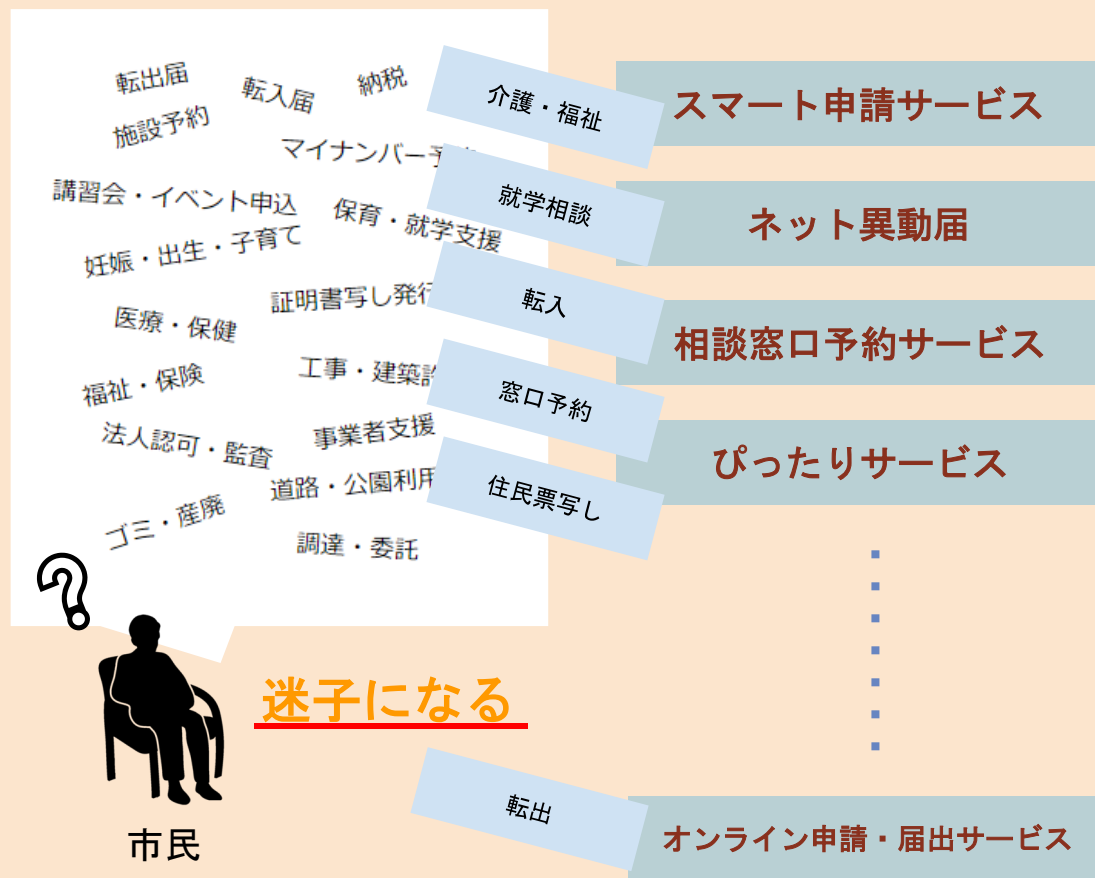 転出届
転入届
納税
施設予約
マイナンバー予
講習会・イベント申込
保育・就学支援
妊娠・出生・子育て
証明書写し発行
医療・保健
工事・建築許
福祉・保険
法人認可・監査
事業者支援
道路・公園利用
ゴミ・産廃
調達・委託
?
市民
迷子になる
介護・福祉
スマート申請サービス
就学相談
ネット異動届
転入
相談窓口予約サービス
窓口予約
ぴったりサービス
住民票写し
転出
オンライン申請・届出サービス